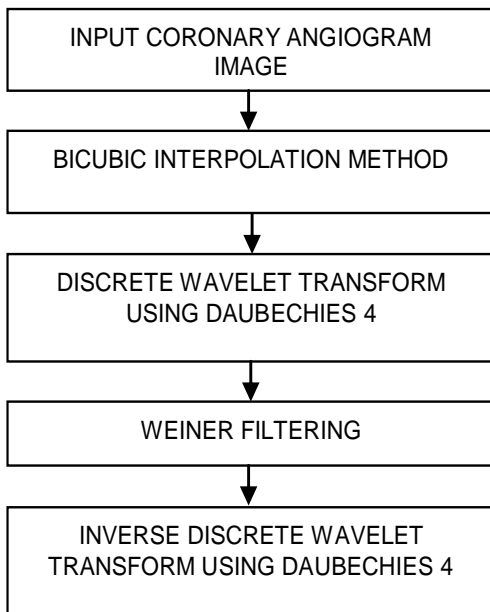 INPUT CORONARY ANGIOGRAM
IMAGE
BICUBIC INTERPOLATION METHOD
DISCRETE WAVELET TRANSFORM
USING DAUBECHIES 4
WEINER FILTERING
INVERSE DISCRETE WAVELET
TRANSFORM USING DAUBECHIES 4